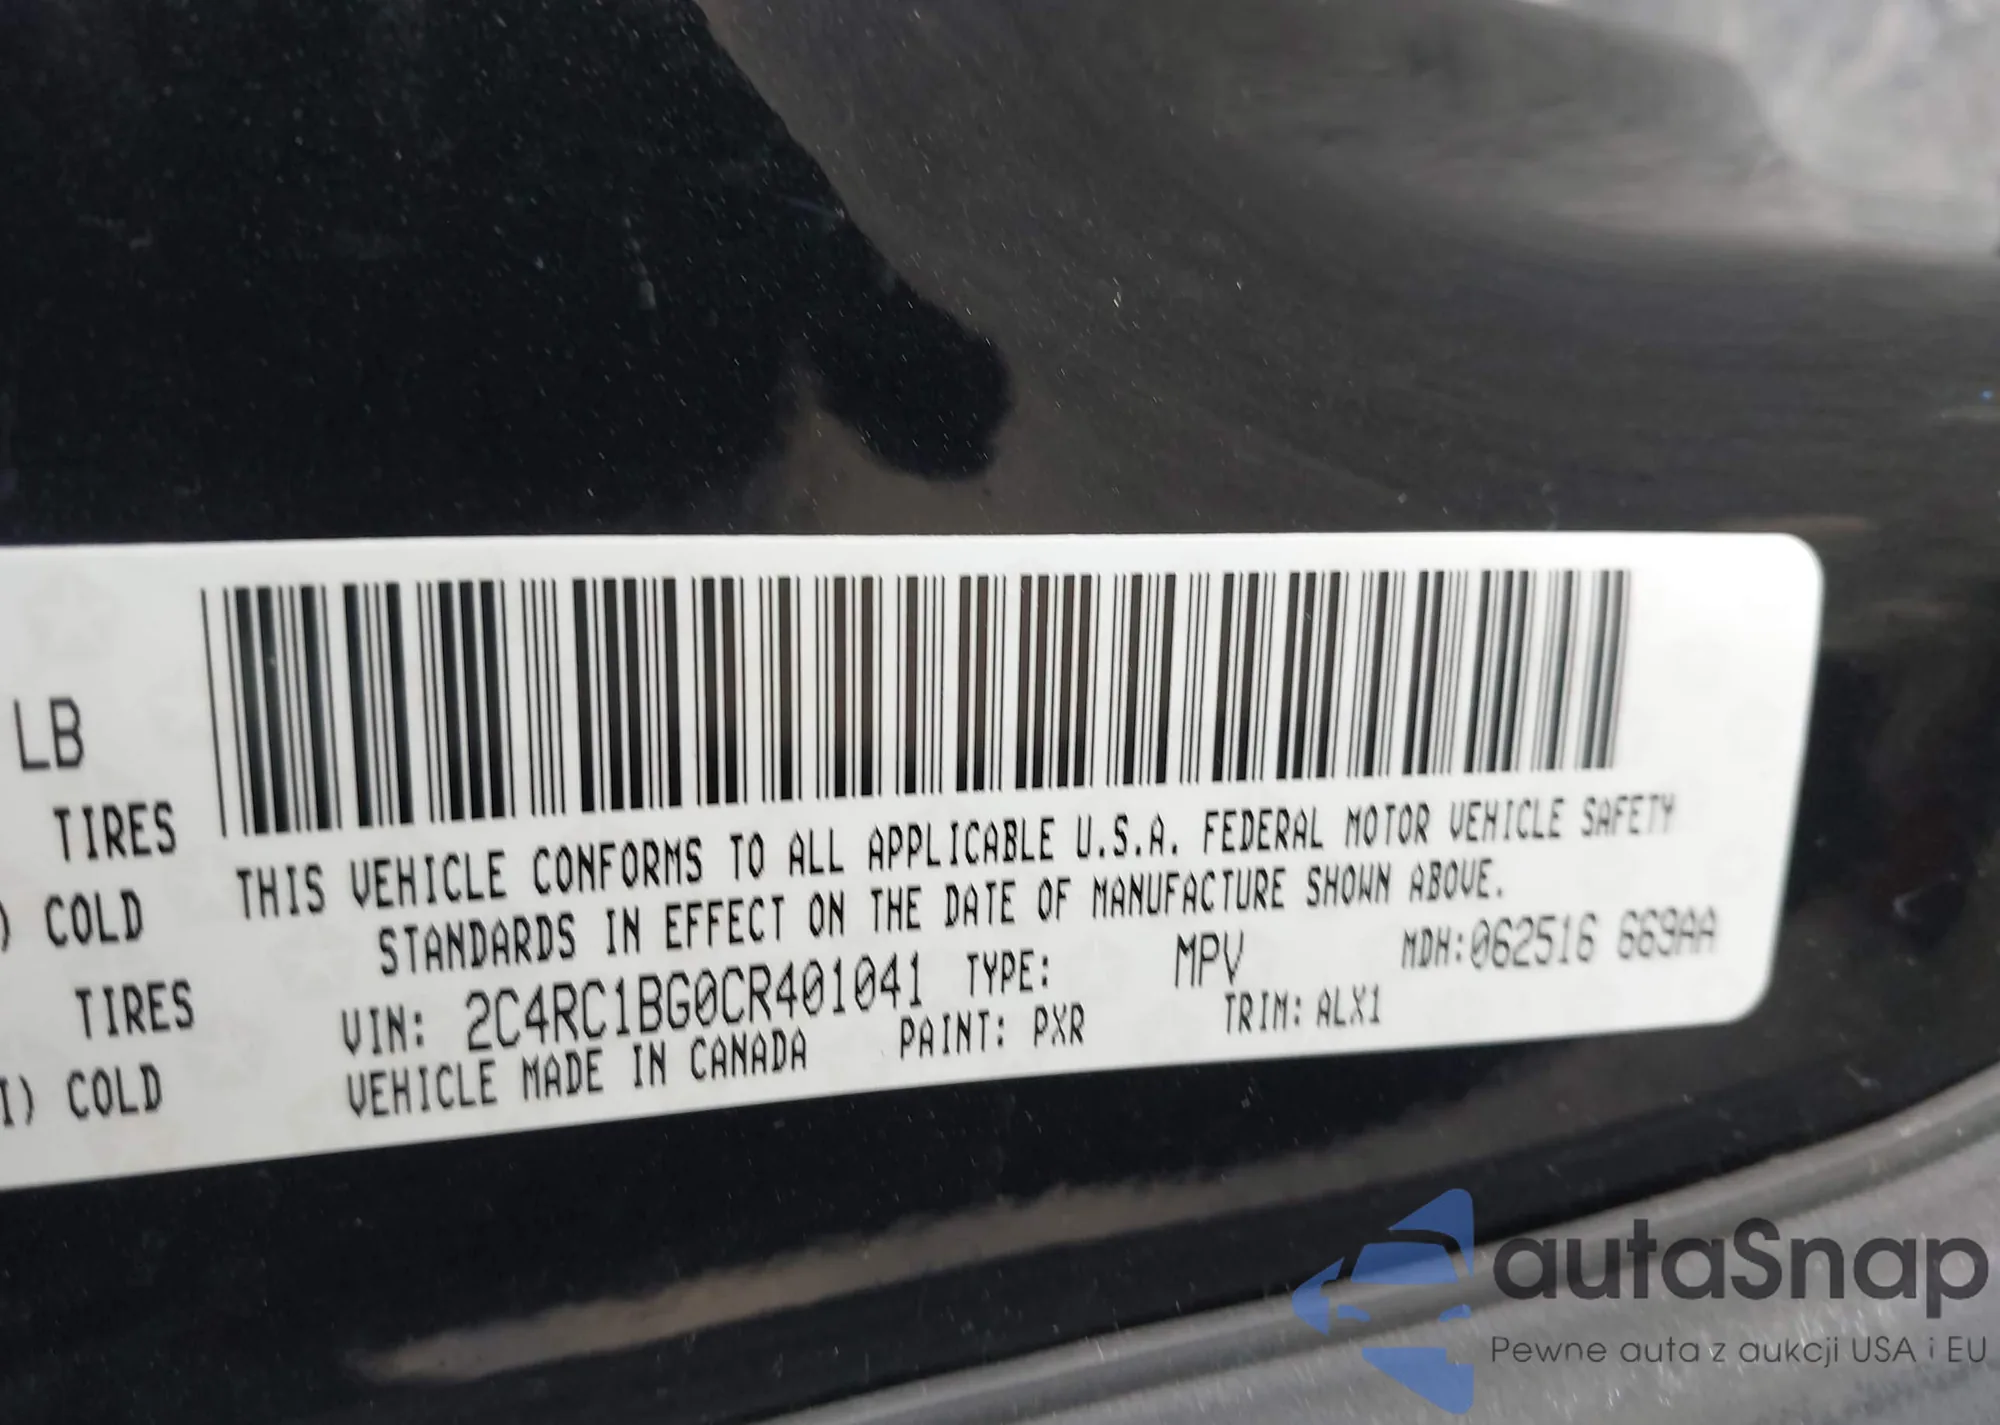 LB
TIRES
) COLD
TIRES
I) COLD
THIS VEHICLE CONFORMS TO ALL APPLICABLE U.S.A. FEDERAL MOTOR VEHICLE SAFETY
STANDARDS IN EFFECT ON THE DATE OF MANUFACTURE SHOWN ABOVE.
VIN: 2C4RC1BG0CR401041 TYPE: MPV MDH:062516 669AA
VEHICLE MADE IN CANADA PAINT: PXR TRIM: ALX1
autaSnap
Pewne auta z aukcji USA i EU